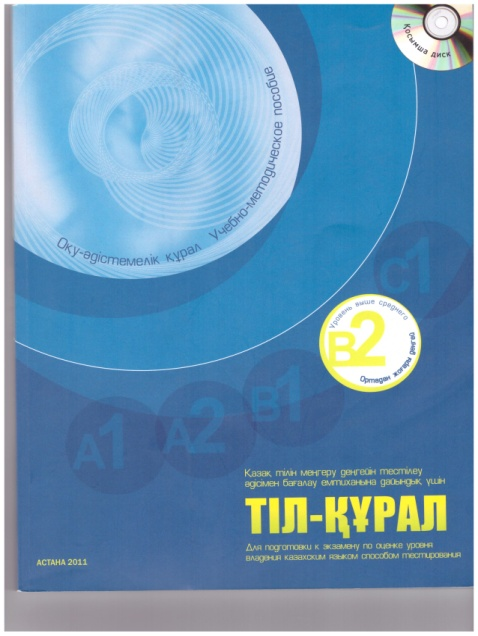 Қосымша диск
Оқу-әдістемелік құрал Учебно-методическое пособие
C1
Уровень выше среднего
B2
Ортадан жоғары деңгей
A1
A2
B1
Қазақ тілін меңгеру деңгейін тестілеу
әдісімен бағалау емтиханына дайындық үшін
ТІЛ-ҚҰРАЛ
Для подготовки к экзамену по оценке уровня
владения казахским языком способом тестирования
АСТАНА 2011